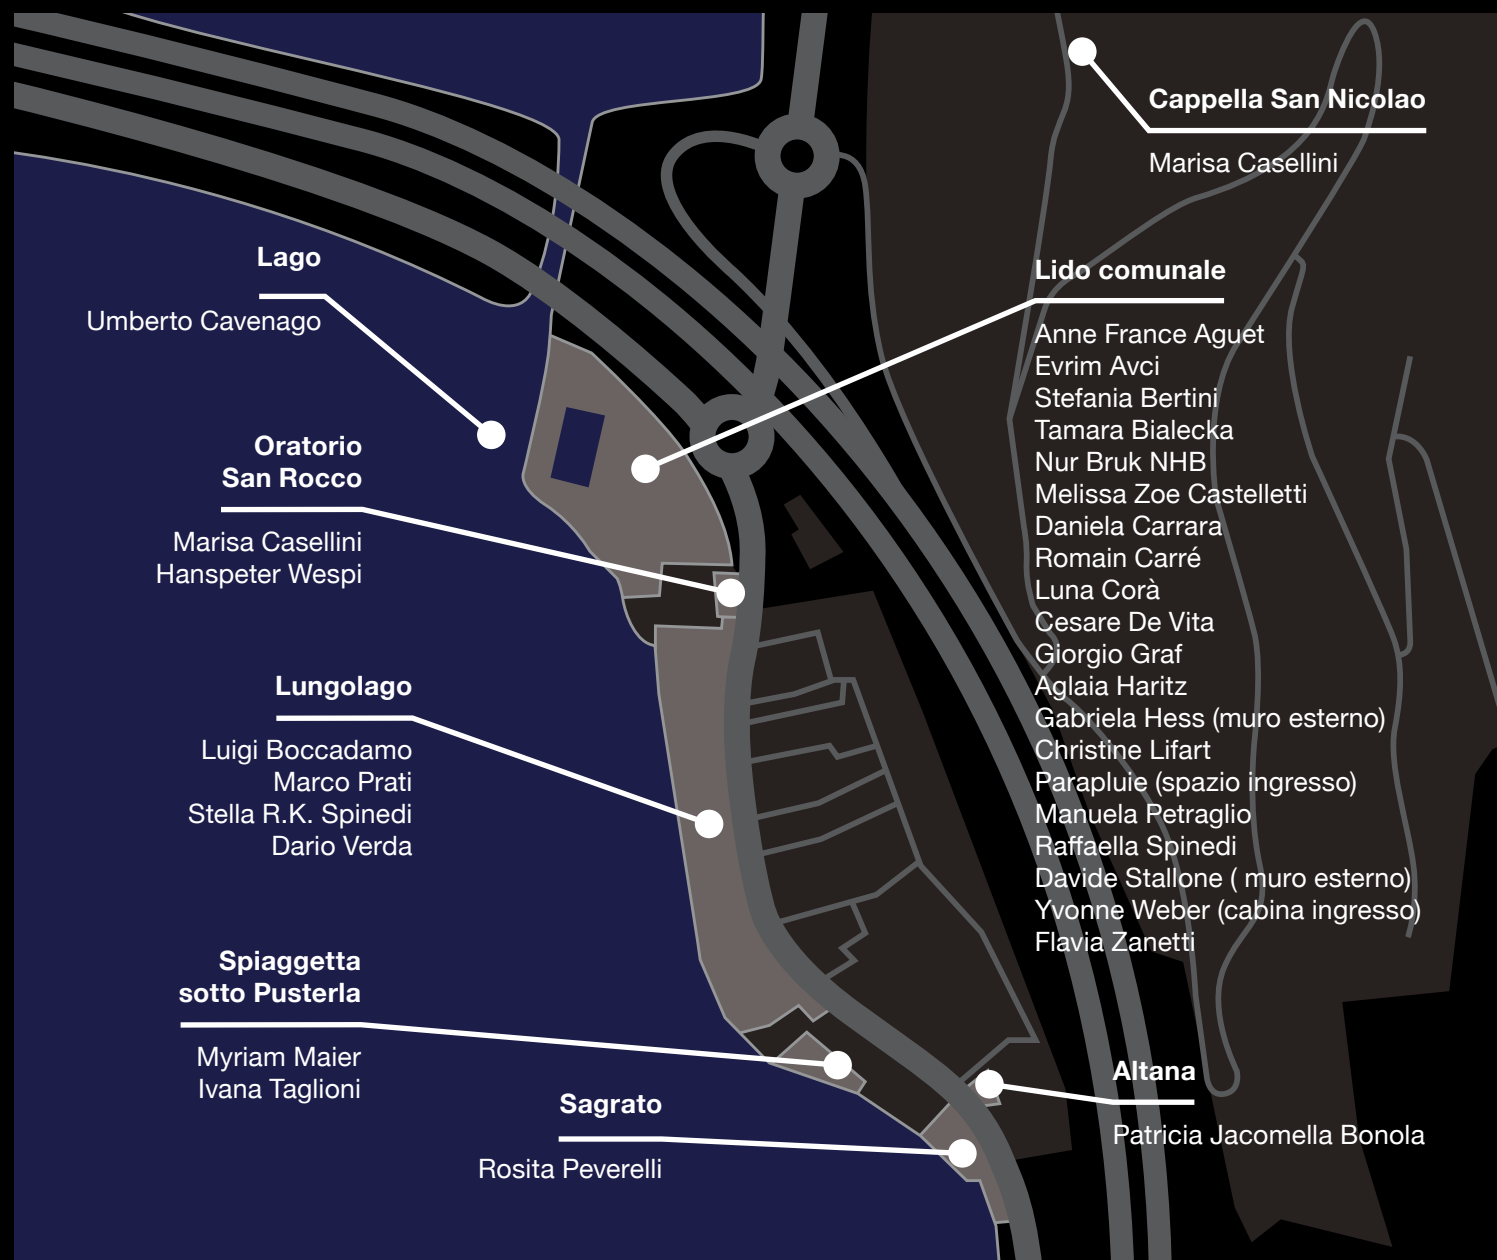 Cappella San Nicolao
Marisa Casellini
Lago
Umberto Cavenago
Lido comunale
Anne France Aguet
Evrim Avci
Stefania Bertini
Tamara Bialecka
Nur Bruk NHB
Melissa Zoe Castelletti
Daniela Carrara
Romain Carré
Luna Corà
Cesare De Vita
Giorgio Graf
Aglaia Haritz
Gabriela Hess (muro esterno)
Christine Lifart
Parapluie (spazio ingresso)
Manuela Petraglio
Raffaella Spinedi
Davide Stallone ( muro esterno)
Yvonne Weber (cabina ingresso)
Flavia Zanetti
Oratorio
San Rocco
Marisa Casellini
Hanspeter Wespi
Lungolago
Luigi Boccadamo
Marco Prati
Stella R.K. Spinedi
Dario Verda
Spiaggetta
sotto Pusterla
Myriam Maier
Ivana Taglioni
Sagrato
Rosita Peverelli
Altana
Patricia Jacomella Bonola